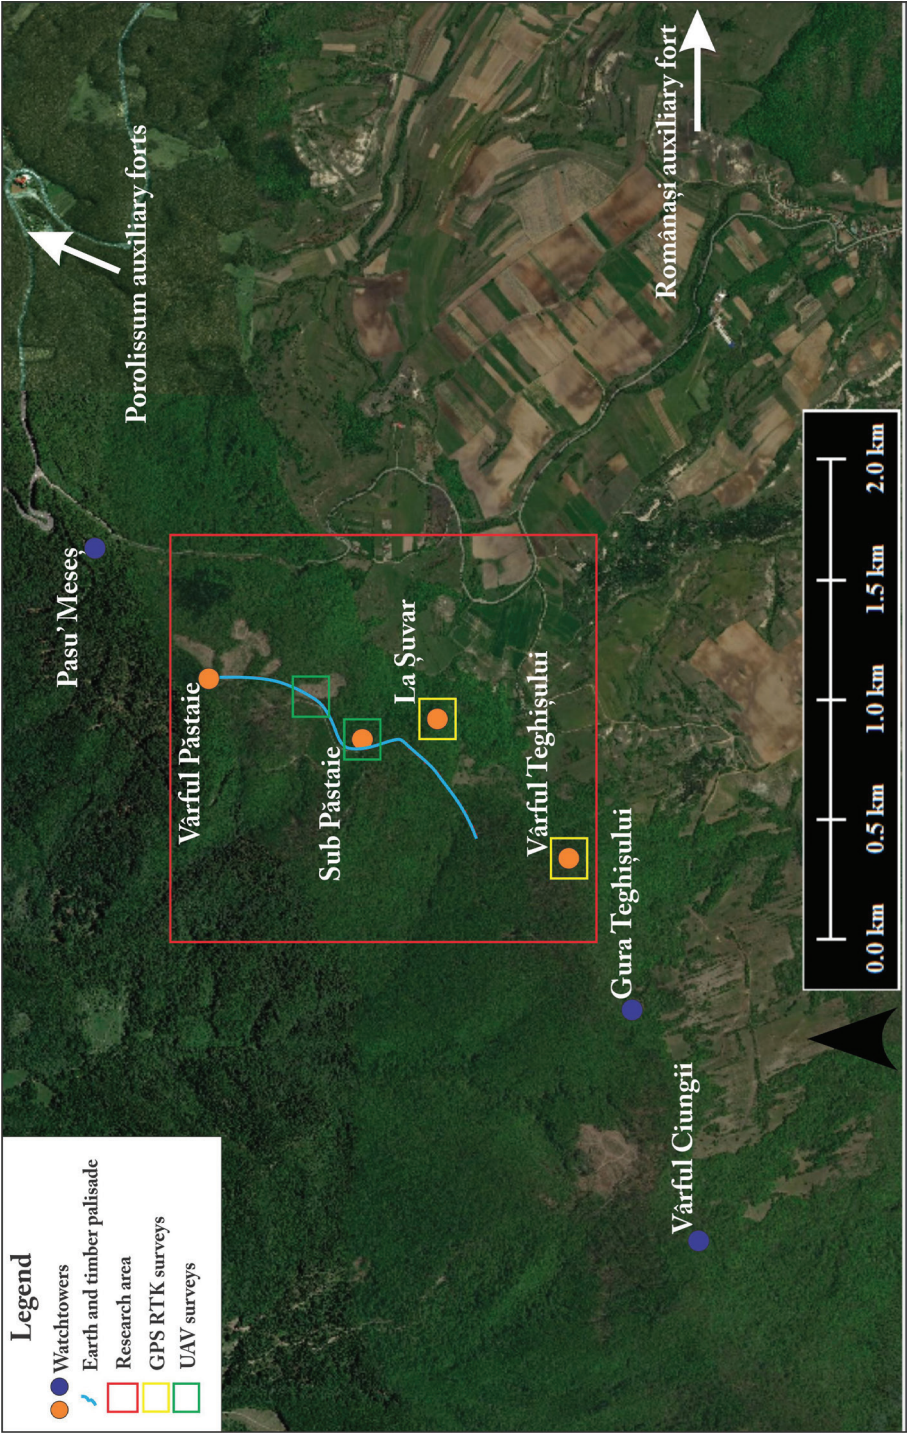 Legend
Watchtowers
Earth and timber palisade
Research area
GPS RTK surveys
UAV surveys
Pasu’ Meseș
Porolissum auxiliary forts
Vârful Păstaie
Sub Păstaie
La Șuvar
Vârful Teghișului
Gura Teghișului
Vârful Ciungii
Românași auxiliary fort
0.0 km 0.5 km 1.0 km 1.5 km 2.0 km